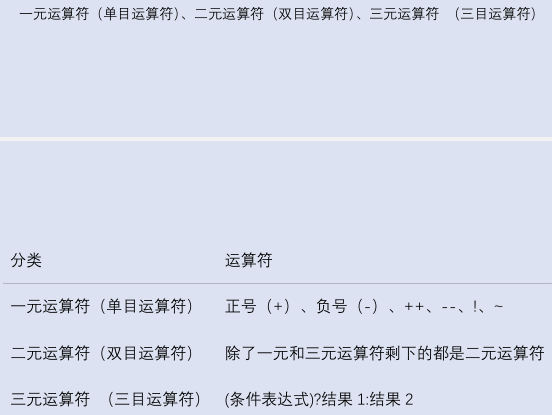 一元运算符（单目运算符）、二元运算符（双目运算符）、三元运算符 （三目运算符）
分类 运算符
一元运算符（单目运算符） 正号（+）、负号（-）、++、--、!、~
二元运算符（双目运算符） 除了一元和三元运算符剩下的都是二元运算符
三元运算符 （三目运算符） (条件表达式)?结果 1:结果 2